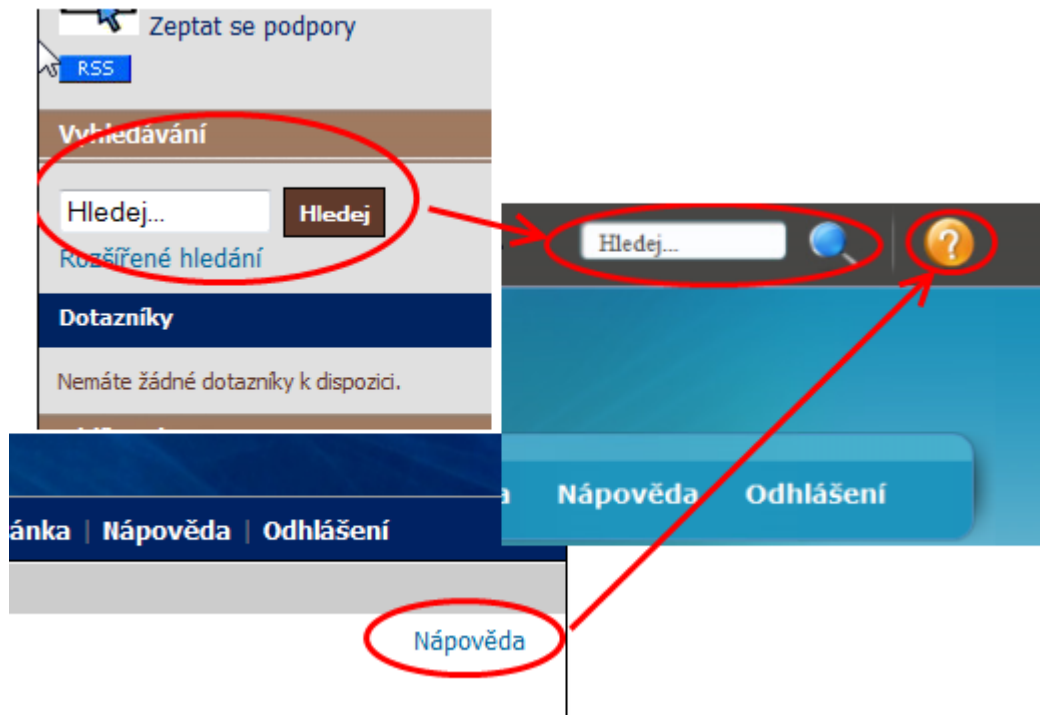 Zeptat se podpory
RSS
Vyhledávání
Hledej...
Hledej
Rozšířené hledání
Dotazníky
Nemáte žádné dotazníky k dispozici.
Hledej...
?
Nápověda
Odhlášení
ánka | Nápověda | Odhlášení
Nápověda